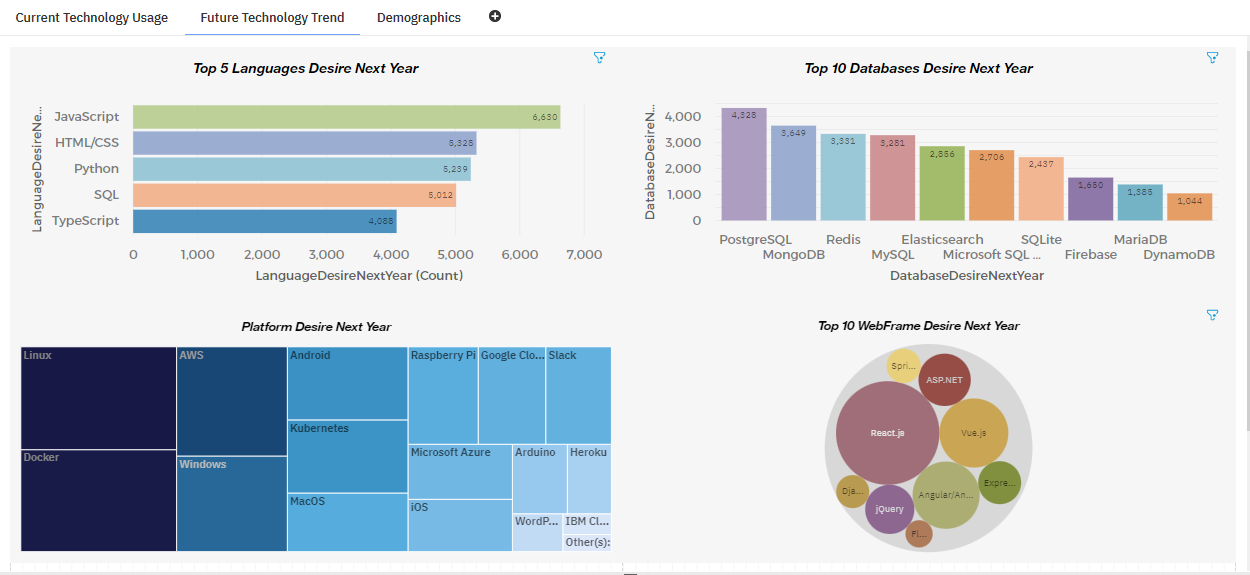 Current Technology Usage
Future Technology Trend
Demographics
Top 5 Languages Desire Next Year
LanguageDesireNe...
JavaScript
HTML/CSS
Python
SQL
TypeScript
6,630
5,328
5,239
5,012
4,088
0 1,000 2,000 3,000 4,000 5,000 6,000 7,000
LanguageDesireNextYear (Count)
Top 10 Databases Desire Next Year
DatabaseDesireN...
4,000
3,000
2,000
1,000
0
4,328
3,649
3,331
3,281
2,856
2,706
2,437
1,650
1,385
1,044
PostgreSQL Redis Elasticsearch SQLite MariaDB
MongoDB MySQL Microsoft SQL ... Firebase DynamoDB
DatabaseDesireNextYear
Platform Desire Next Year
Linux
Docker
AWS
Windows
Android
Kubernetes
MacOS
Raspberry Pi
Google Clo...
Slack
Microsoft Azure
iOS
Arduino
Heroku
WordP...
IBM Cl...
Other(s):
Top 10 WebFrame Desire Next Year
Spri...
ASP.NET
React.js
Vue.js
Dja...
jQuery
Angular/An...
Expre...
Fl...